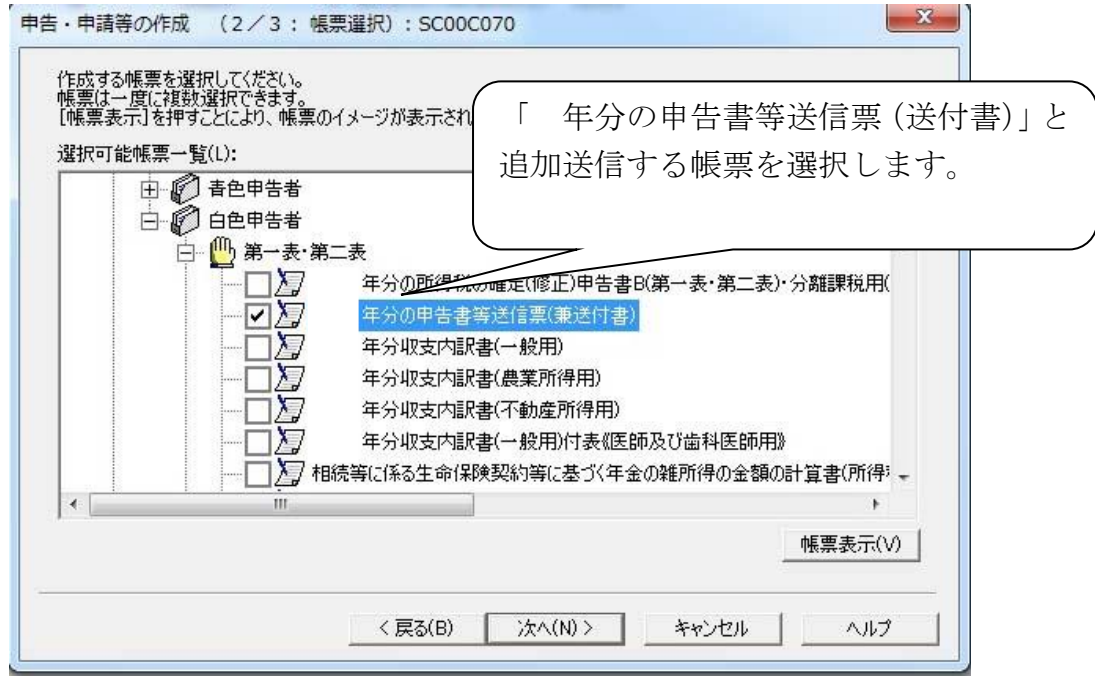 申告・申請等の作成 (2/3:帳票選択):SC00C070
作成する帳票を選択してください。
帳票は一度に複数選択できます。
[帳票表示]を押すことにより、帳票のイメージが表示され
「 年分の申告書等送信票(送付書)」と
追加送信する帳票を選択します。
選択可能帳票一覧(L):
青色申告者
白色申告者
第一表・第二表
年分の所得税の確定(修正)申告書B(第一表・第二表)・分離課税用(
年分の申告書等送信票(兼送付書)
年分収支内訳書(一般用)
年分収支内訳書(農業所得用)
年分収支内訳書(不動産所得用)
年分収支内訳書(一般用)付表《医師及び歯科医師用》
相続等に係る生命保険契約等に基づく年金の雑所得の金額の計算書(所得
帳票表示(V)
< 戻る(B)
次へ(N) >
キャンセル
ヘルプ